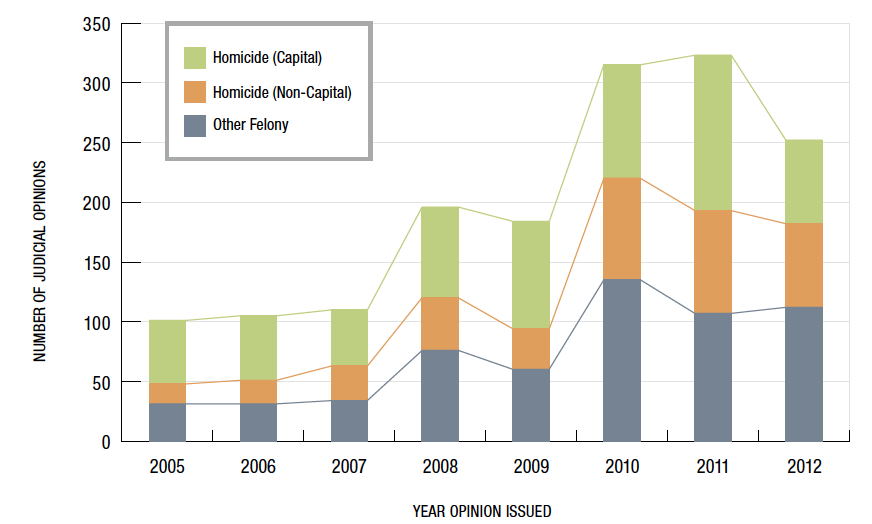 350
300
250
200
150
100
50
0
NUMBER OF JUDICIAL OPINIONS
Homicide (Capital)
Homicide (Non-Capital)
Other Felony
2005 2006 2007 2008 2009 2010 2011 2012
YEAR OPINION ISSUED